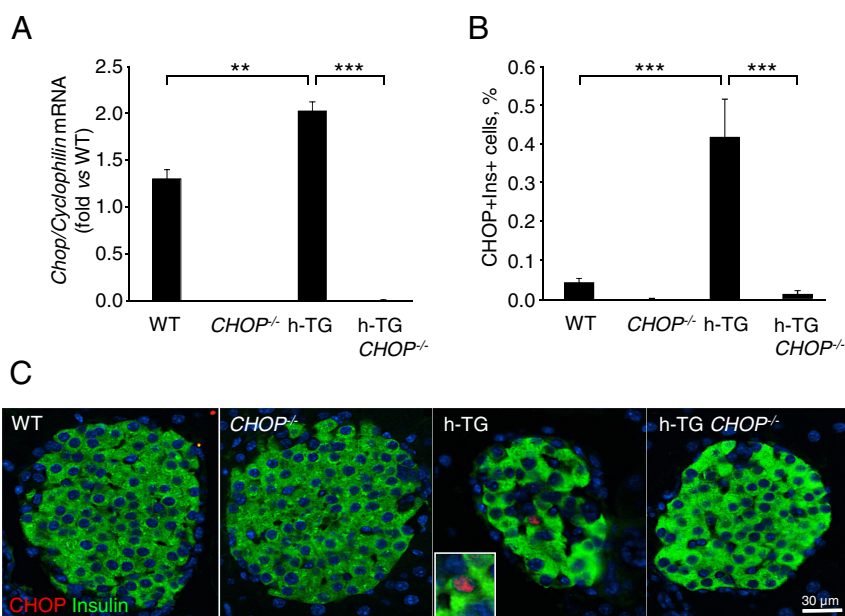 A
Chop/Cyclophilin mRNA
(fold vs WT)
2.5
2.0
1.5
1.0
0.5
0.0
**
***
WT
CHOP-/-
h-TG
h-TG
CHOP-/-
B
CHOP+Ins+ cells, %
0.6
0.5
0.4
0.3
0.2
0.1
0.0
***
***
WT
CHOP-/-
h-TG
h-TG
CHOP-/-
C
WT
CHOP-/-
h-TG
h-TG CHOP-/-
CHOP Insulin
30 µm